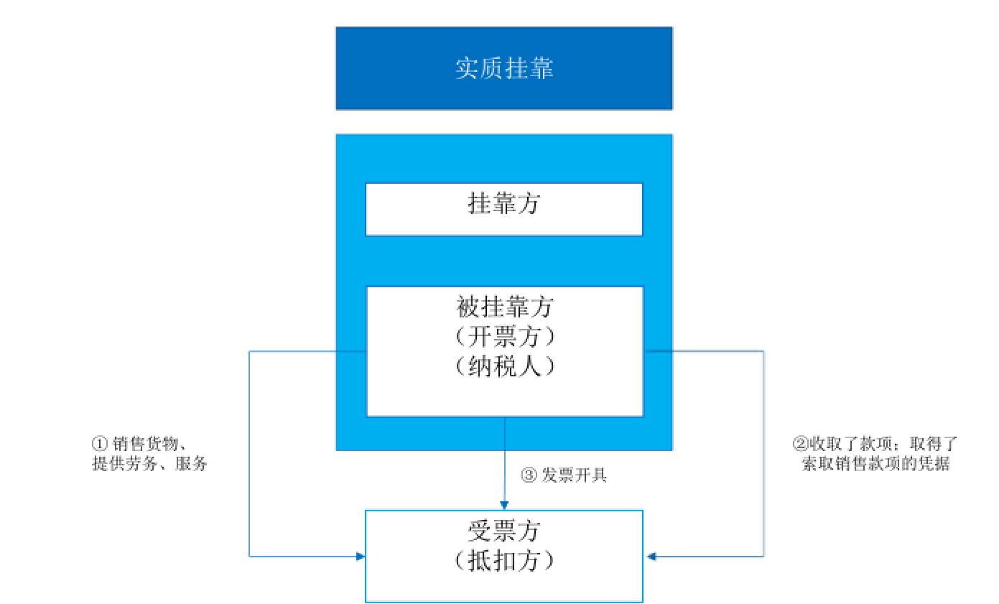 实质挂靠
挂靠方
被挂靠方
（开票方）
（纳税人）
① 销售货物、
提供劳务、服务
②收取了款项；取得了
索取销售款项的凭据
③ 发票开具
受票方
（抵扣方）